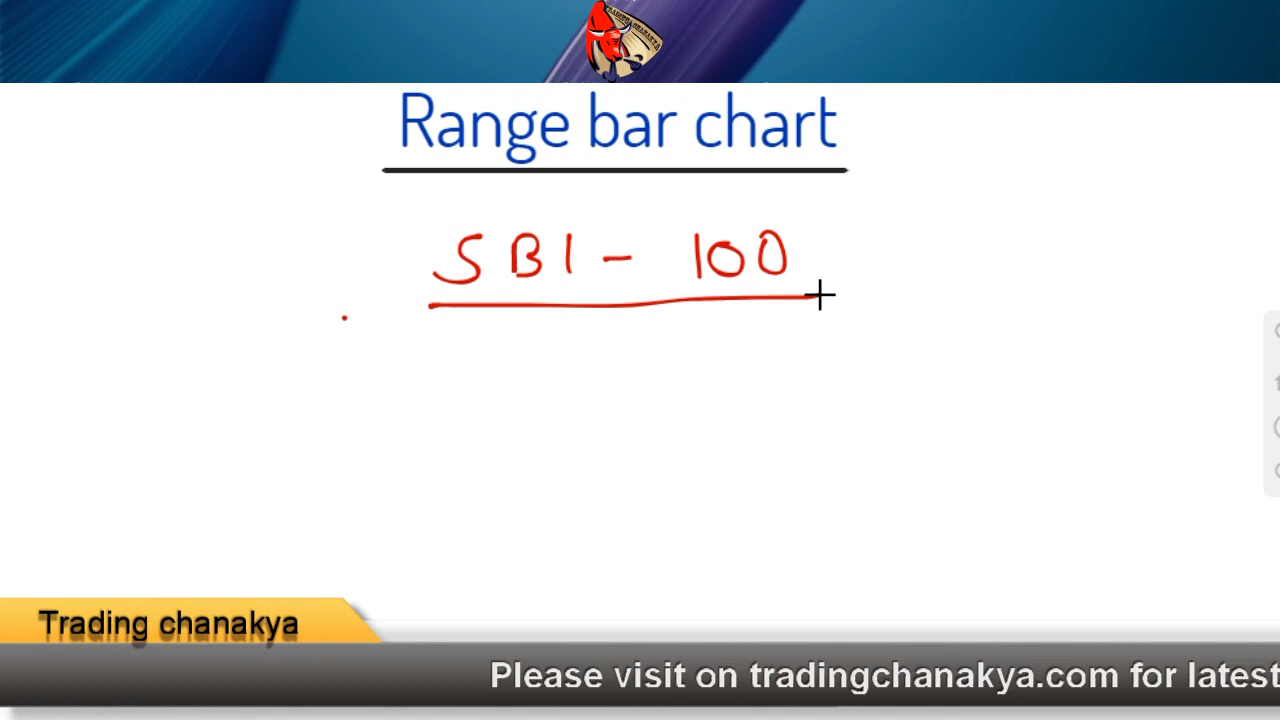 Range bar chart
SBI - 100
Trading chanakya
Please visit on tradingchanakya.com for latest